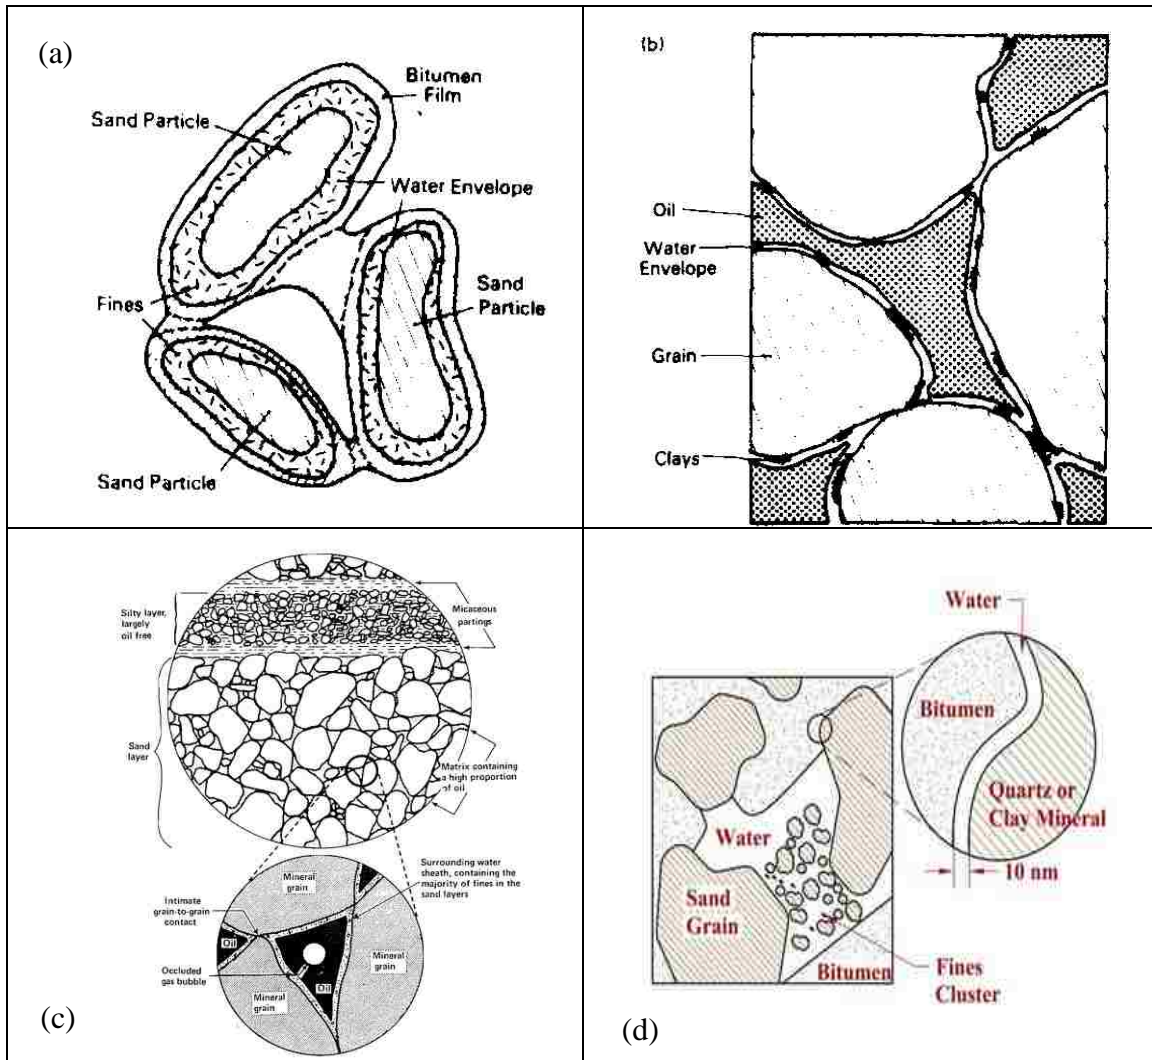 (a)
Bitumen
Film
Sand Particle
Water Envelope
Fines
Sand
Particle
Sand Particle
(b)
Oil
Water
Envelope
Grain
Clays
Silty layer,
largely
oil free
Micaceous
partings
Sand
layer
Matrix containing
a high proportion
of oil
Surrounding water
sheath, containing the
majority of fines in the
sand layers
Mineral
grain
Intimate
grain-to-grain
contact
Oil
Mineral
grain
Occluded
gas bubble
Mineral
grain
Oil
(c)
Water
Bitumen
Quartz or
Clay Mineral
Water
10 nm
Sand
Grain
Bitumen
Fines
Cluster
(d)